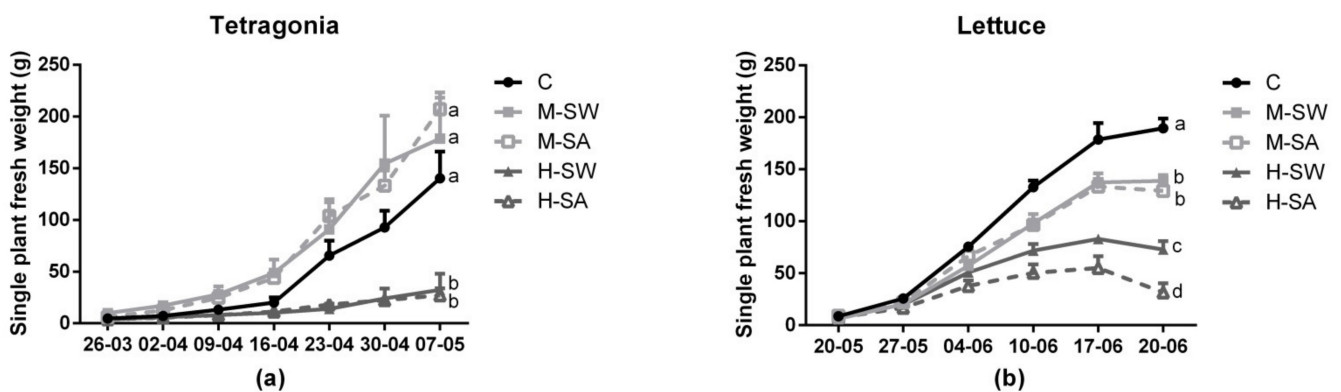 Tetragonia
Single plant fresh weight (g)
250
200
150
100
50
0
26-03 02-04 09-04 16-04 23-04 30-04 07-05
a
a
a
b
b
C
M-SW
M-SA
H-SW
H-SA
(a)
Lettuce
Single plant fresh weight (g)
250
200
150
100
50
0
20-05 27-05 04-06 10-06 17-06 20-06
a
b
b
c
d
C
M-SW
M-SA
H-SW
H-SA
(b)